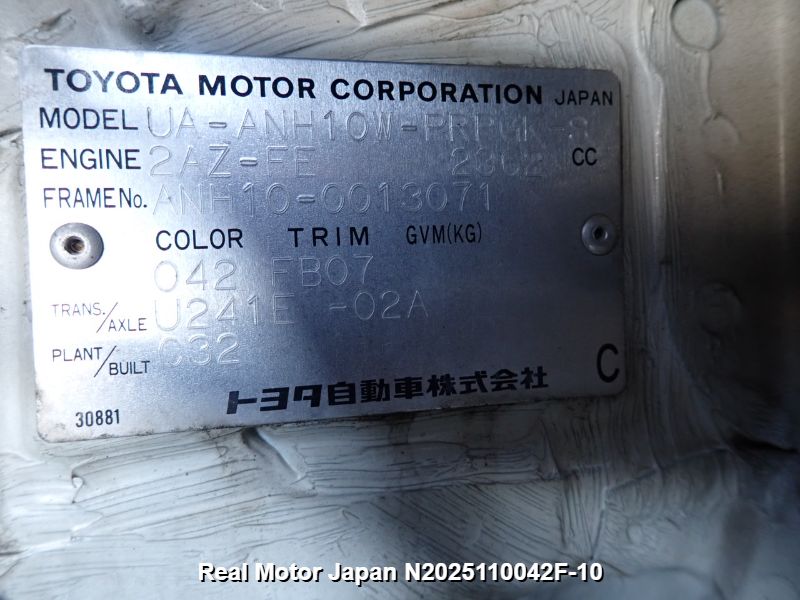 TOYOTA MOTOR CORPORATION JAPAN
MODEL UA-ANH10W-PRPGK-S
ENGINE 2AZ-FE 2362 CC
FRAME No. ANH10-0013071
COLOR TRIM GVM(KG)
042 FB07
TRANS./AXLE U241E -02A
PLANT/BUILT C32
トヨタ自動車株式会社 C
30881
Real Motor Japan N2025110042F-10